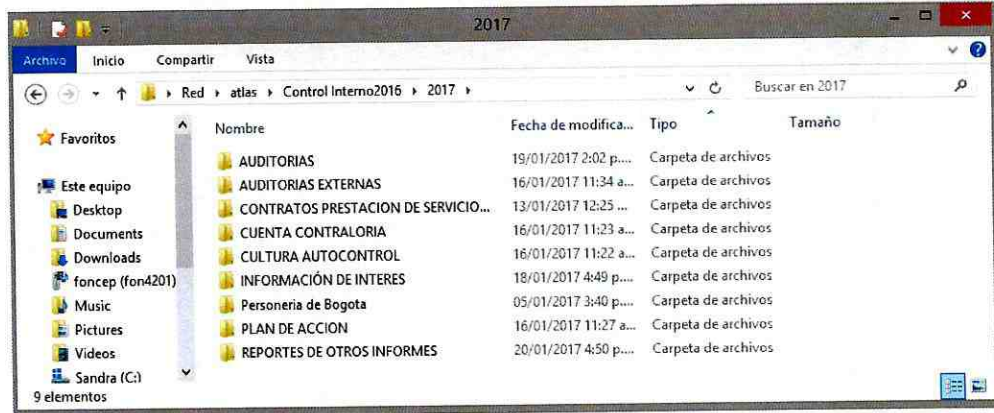 2017
Archivo Inicio Compartir Vista
Red atlas Control Interno2016 2017 Buscar en 2017
Favoritos
Este equipo
Desktop
Documents
Downloads
foncep (fon4201)
Music
Pictures
Videos
Sandra (C:)
Nombre Fecha de modifica... Tipo Tamaño
AUDITORIAS 19/01/2017 2:02 p.... Carpeta de archivos
AUDITORIAS EXTERNAS 16/01/2017 11:34 a... Carpeta de archivos
CONTRATOS PRESTACION DE SERVICIO... 13/01/2017 12:25 ... Carpeta de archivos
CUENTA CONTRALORIA 16/01/2017 11:23 a... Carpeta de archivos
CULTURA AUTOCONTROL 16/01/2017 11:22 a... Carpeta de archivos
INFORMACIÓN DE INTERES 18/01/2017 4:49 p.... Carpeta de archivos
Personeria de Bogota 05/01/2017 3:40 p.... Carpeta de archivos
PLAN DE ACCION 16/01/2017 11:27 a... Carpeta de archivos
REPORTES DE OTROS INFORMES 20/01/2017 4:50 p.... Carpeta de archivos
9 elementos